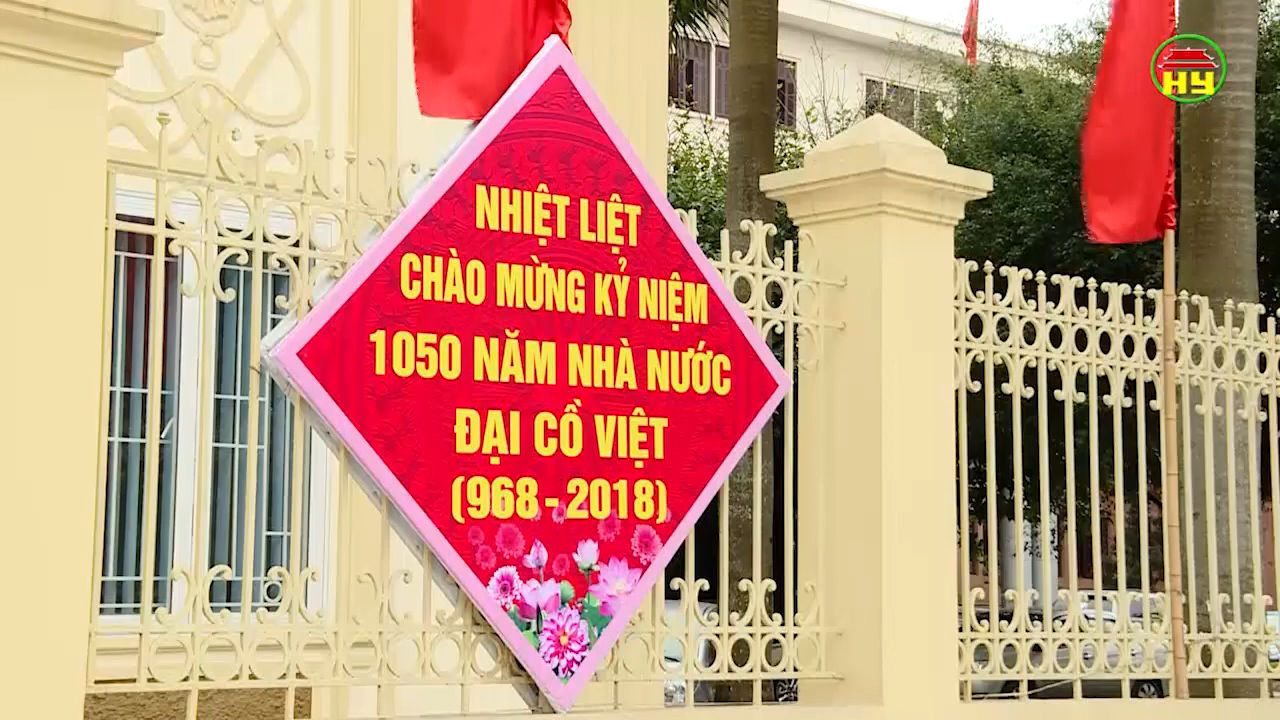 HY
NHIỆT LIỆT
CHÀO MỪNG KỶ NIỆM
1050 NĂM NHÀ NƯỚC
ĐẠI CỒ VIỆT
(968 - 2018)